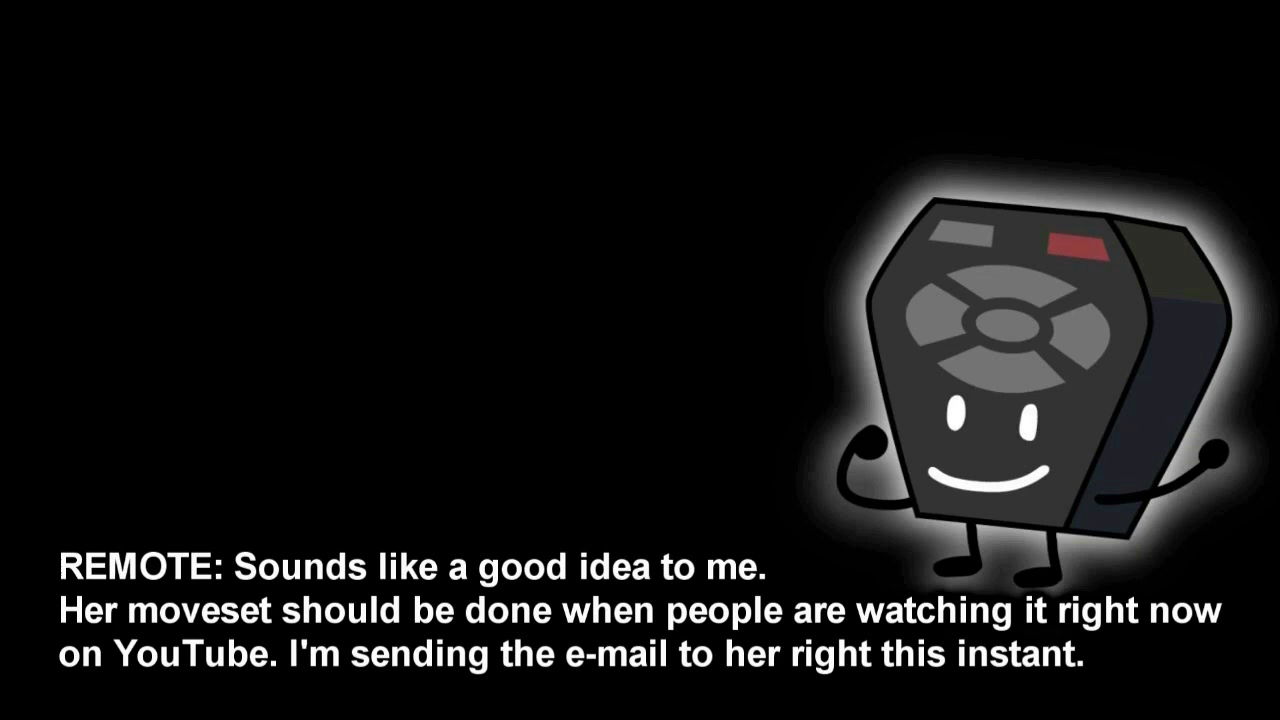 REMOTE: Sounds like a good idea to me.
Her moveset should be done when people are watching it right now
on YouTube. I'm sending the e-mail to her right this instant.